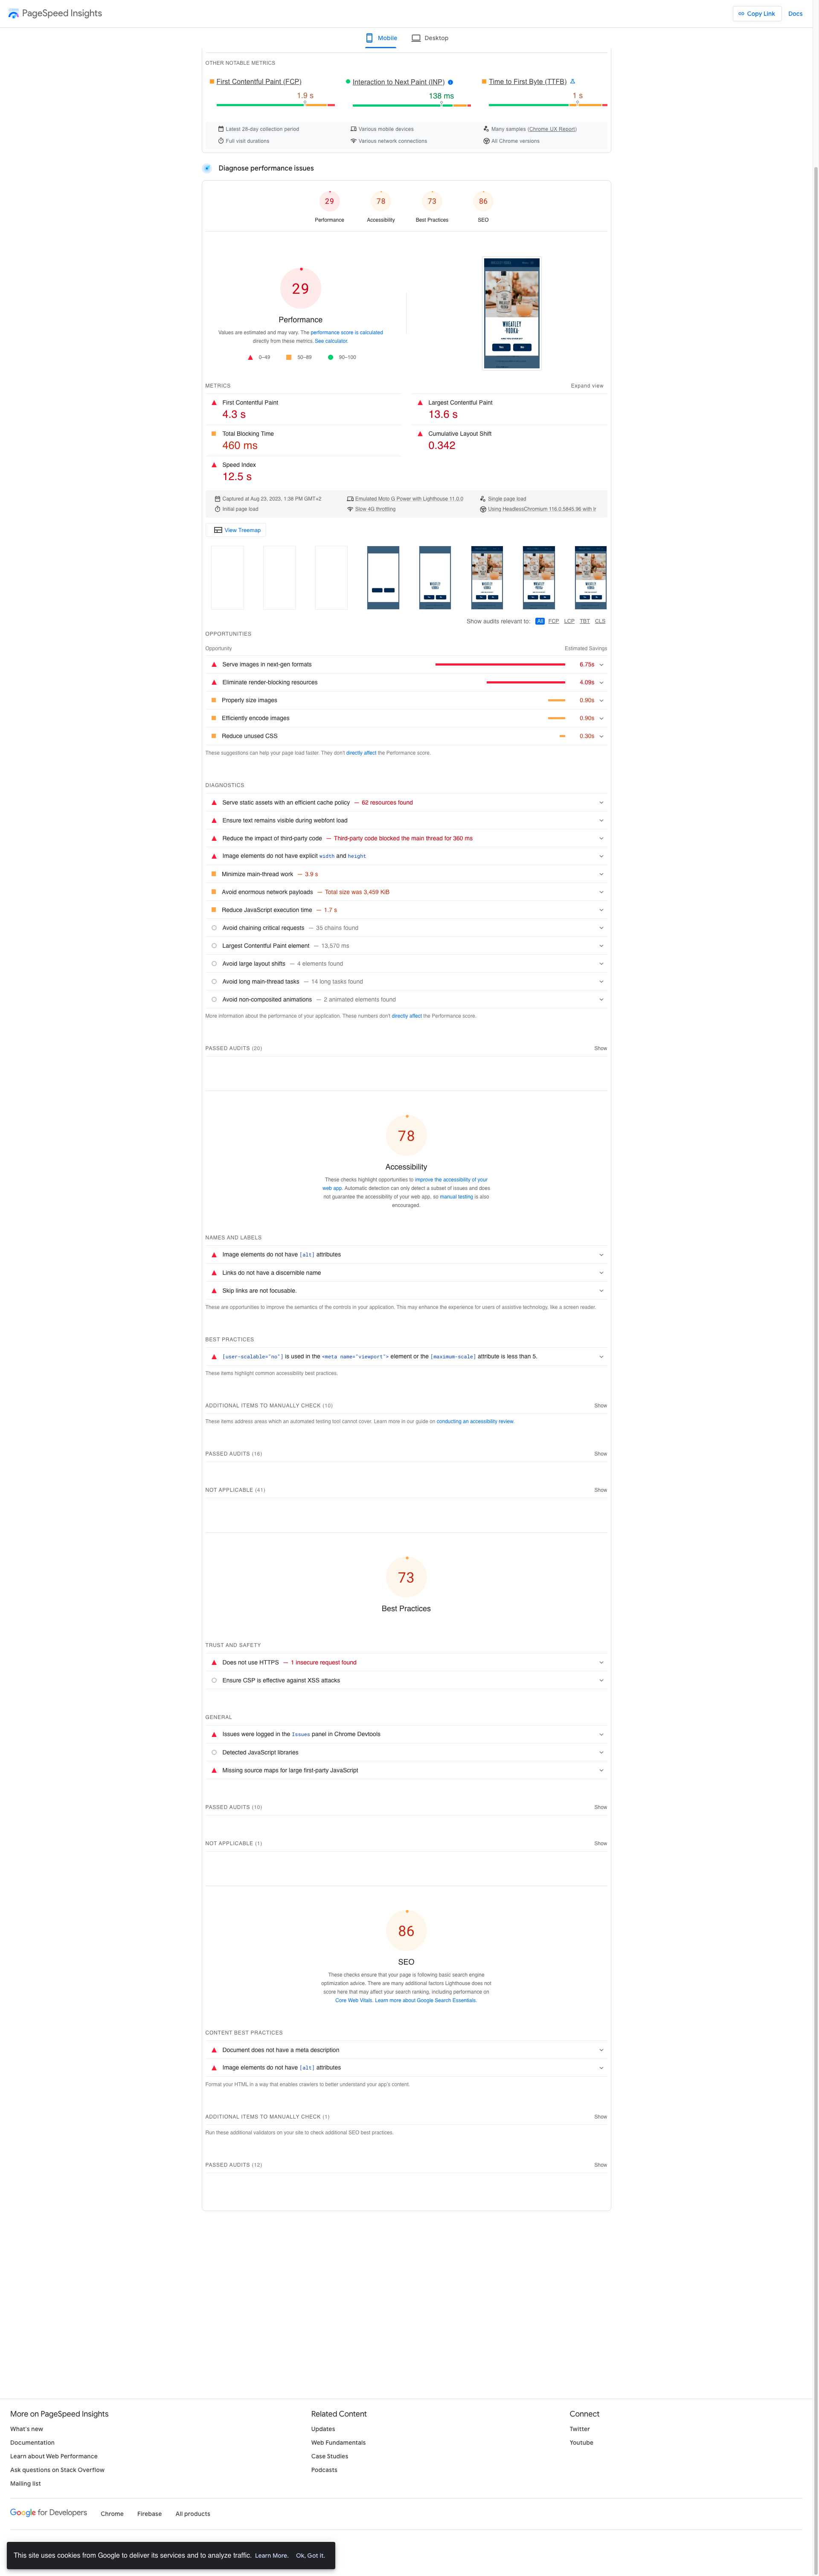 PageSpeed Insights
Copy Link Docs
Mobile Desktop
OTHER NOTABLE METRICS
First Contentful Paint (FCP) Interaction to Next Paint (INP) Time to First Byte (TTFB)
1.9 s 138 ms 1 s
Latest 28-day collection period Various mobile devices Many samples (Chrome UX Report)
Full visit durations Various network connections All Chrome versions
Diagnose performance issues
29 78 73 86
Performance Accessibility Best Practices SEO
29
Performance
Values are estimated and may vary. The performance score is calculated
directly from these metrics. See calculator.
0–49 50–89 90–100
WHEATLEY
VODKA
METRICS Expand view
First Contentful Paint Largest Contentful Paint
4.3 s 13.6 s
Total Blocking Time Cumulative Layout Shift
460 ms 0.342
Speed Index
12.5 s
Captured at Aug 23, 2023, 1:38 PM GMT+2 Emulated Moto G Power with Lighthouse 11.0.0 Single page load
Initial page load Slow 4G throttling Using HeadlessChromium 116.0.5845.96 with lr
View Treemap
Show audits relevant to: All FCP LCP TBT CLS
OPPORTUNITIES
Opportunity Estimated Savings
Serve images in next-gen formats 6.75s
Eliminate render-blocking resources 4.09s
Properly size images 0.90s
Efficiently encode images 0.90s
Reduce unused CSS 0.30s
These suggestions can help your page load faster. They don't directly affect the Performance score.
DIAGNOSTICS
Serve static assets with an efficient cache policy — 62 resources found
Ensure text remains visible during webfont load
Reduce the impact of third-party code — Third-party code blocked the main thread for 360 ms
Image elements do not have explicit width and height
Minimize main-thread work — 3.9 s
Avoid enormous network payloads — Total size was 3,459 KiB
Reduce JavaScript execution time — 1.7 s
Avoid chaining critical requests — 35 chains found
Largest Contentful Paint element — 13,570 ms
Avoid large layout shifts — 4 elements found
Avoid long main-thread tasks — 14 long tasks found
Avoid non-composited animations — 2 animated elements found
More information about the performance of your application. These numbers don't directly affect the Performance score.
PASSED AUDITS (20) Show
78
Accessibility
These checks highlight opportunities to improve the accessibility of your
web app. Automatic detection can only detect a subset of issues and does
not guarantee the accessibility of your web app, so manual testing is also
encouraged.
NAMES AND LABELS
Image elements do not have [alt] attributes
Links do not have a discernible name
Skip links are not focusable.
These are opportunities to improve the semantics of the controls in your application. This may enhance the experience for users of assistive technology, like a screen reader.
BEST PRACTICES
[user-scalable="no"] is used in the <meta name="viewport"> element or the [maximum-scale] attribute is less than 5.
These items highlight common accessibility best practices.
ADDITIONAL ITEMS TO MANUALLY CHECK (10) Show
These items address areas which an automated testing tool cannot cover. Learn more in our guide on conducting an accessibility review.
PASSED AUDITS (16) Show
NOT APPLICABLE (41) Show
73
Best Practices
TRUST AND SAFETY
Does not use HTTPS — 1 insecure request found
Ensure CSP is effective against XSS attacks
GENERAL
Issues were logged in the Issues panel in Chrome Devtools
Detected JavaScript libraries
Missing source maps for large first-party JavaScript
PASSED AUDITS (10) Show
NOT APPLICABLE (1) Show
86
SEO
These checks ensure that your page is following basic search engine
optimization advice. There are many additional factors Lighthouse does not
score here that may affect your search ranking, including performance on
Core Web Vitals. Learn more about Google Search Essentials.
CONTENT BEST PRACTICES
Document does not have a meta description
Image elements do not have [alt] attributes
Format your HTML in a way that enables crawlers to better understand your app's content.
ADDITIONAL ITEMS TO MANUALLY CHECK (1) Show
Run these additional validators on your site to check additional SEO best practices.
PASSED AUDITS (12) Show
More on PageSpeed Insights Related Content Connect
What's new Updates Twitter
Documentation Web Fundamentals Youtube
Learn about Web Performance Case Studies
Ask questions on Stack Overflow Podcasts
Mailing list
Google for Developers Chrome Firebase All products
This site uses cookies from Google to deliver its services and to analyze traffic. Learn More. Ok, Got it.